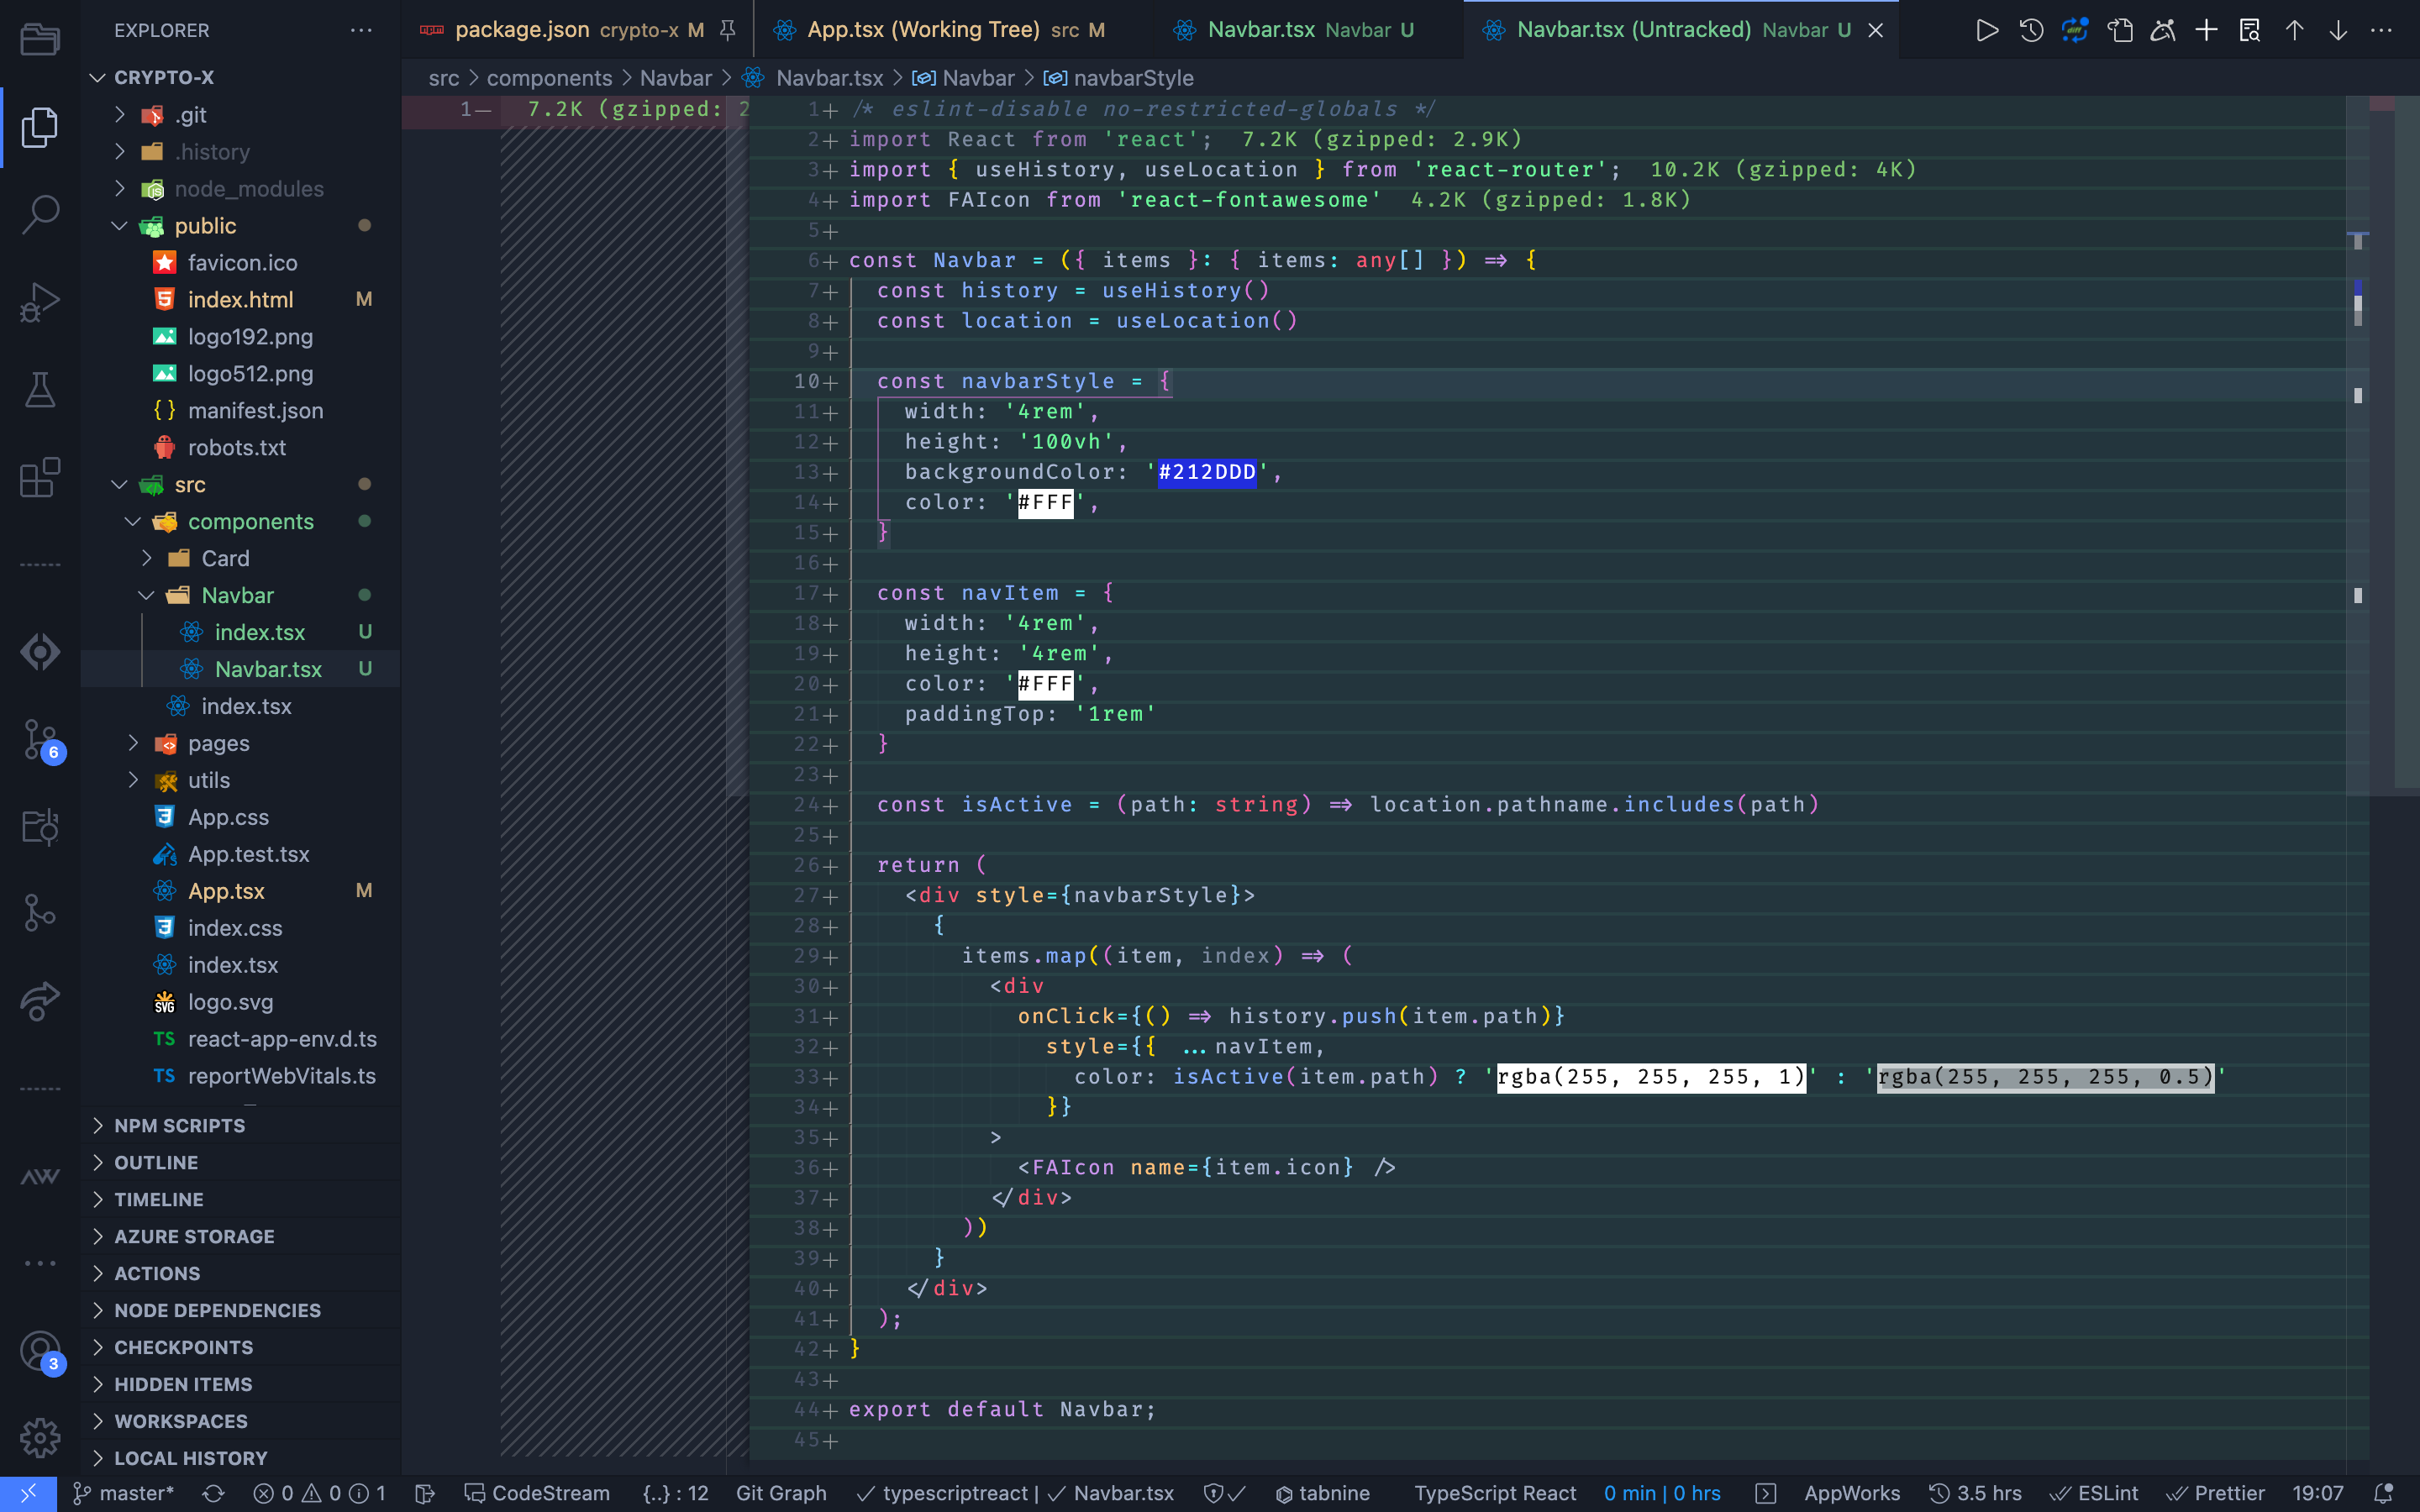 EXPLORER
CRYPTO-X
.git
.history
node_modules
public
favicon.ico
index.html M
logo192.png
logo512.png
manifest.json
robots.txt
src
components
Card
Navbar
index.tsx U
Navbar.tsx U
index.tsx
pages
utils
App.css
App.test.tsx
App.tsx M
index.css
index.tsx
logo.svg
react-app-env.d.ts
reportWebVitals.ts
NPM SCRIPTS
OUTLINE
TIMELINE
AZURE STORAGE
ACTIONS
NODE DEPENDENCIES
CHECKPOINTS
HIDDEN ITEMS
WORKSPACES
LOCAL HISTORY
6
3
package.json crypto-x M
App.tsx (Working Tree) src M
Navbar.tsx Navbar U
Navbar.tsx (Untracked) Navbar U
src > components > Navbar > Navbar.tsx > Navbar > navbarStyle
1— 7.2K (gzipped: 2
1+ /* eslint-disable no-restricted-globals */
2+ import React from 'react'; 7.2K (gzipped: 2.9K)
3+ import { useHistory, useLocation } from 'react-router'; 10.2K (gzipped: 4K)
4+ import FAIcon from 'react-fontawesome' 4.2K (gzipped: 1.8K)
5+
6+ const Navbar = ({ items }: { items: any[] }) => {
7+ const history = useHistory()
8+ const location = useLocation()
9+
10+ const navbarStyle = {
11+ width: '4rem',
12+ height: '100vh',
13+ backgroundColor: '#212DDD',
14+ color: '#FFF',
15+ }
16+
17+ const navItem = {
18+ width: '4rem',
19+ height: '4rem',
20+ color: '#FFF',
21+ paddingTop: '1rem'
22+ }
23+
24+ const isActive = (path: string) => location.pathname.includes(path)
25+
26+ return (
27+ <div style={navbarStyle}>
28+ {
29+ items.map((item, index) => (
30+ <div
31+ onClick={() => history.push(item.path)}
32+ style={{ ...navItem,
33+ color: isActive(item.path) ? 'rgba(255, 255, 255, 1)' : 'rgba(255, 255, 255, 0.5)'
34+ }}
35+ >
36+ <FAIcon name={item.icon} />
37+ </div>
38+ ))
39+ }
40+ </div>
41+ );
42+ }
43+
44+ export default Navbar;
45+
master* 0 0 1 CodeStream {..} : 12 Git Graph ✓ typescriptreact | ✓ Navbar.tsx tabnine TypeScript React 0 min | 0 hrs AppWorks 3.5 hrs ESLint Prettier 19:07